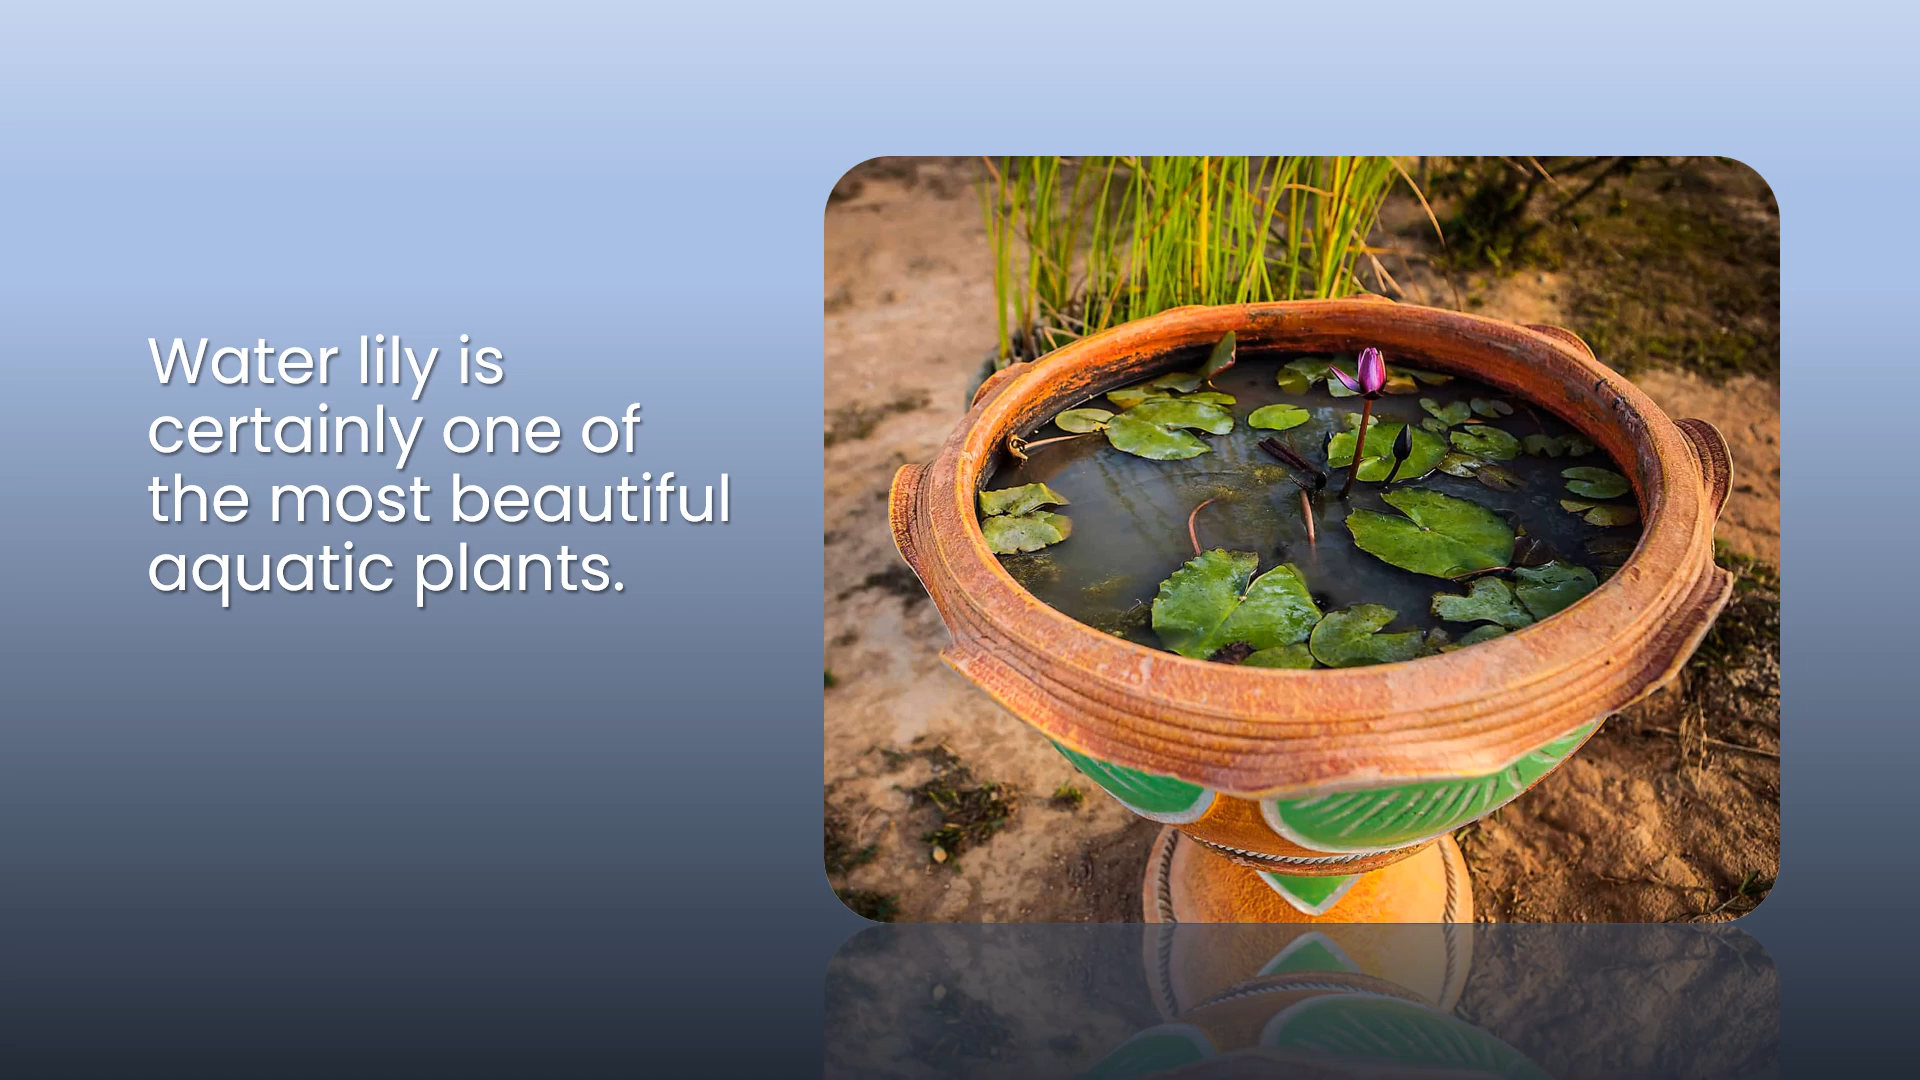 Water lily is
certainly one of
the most beautiful
aquatic plants.